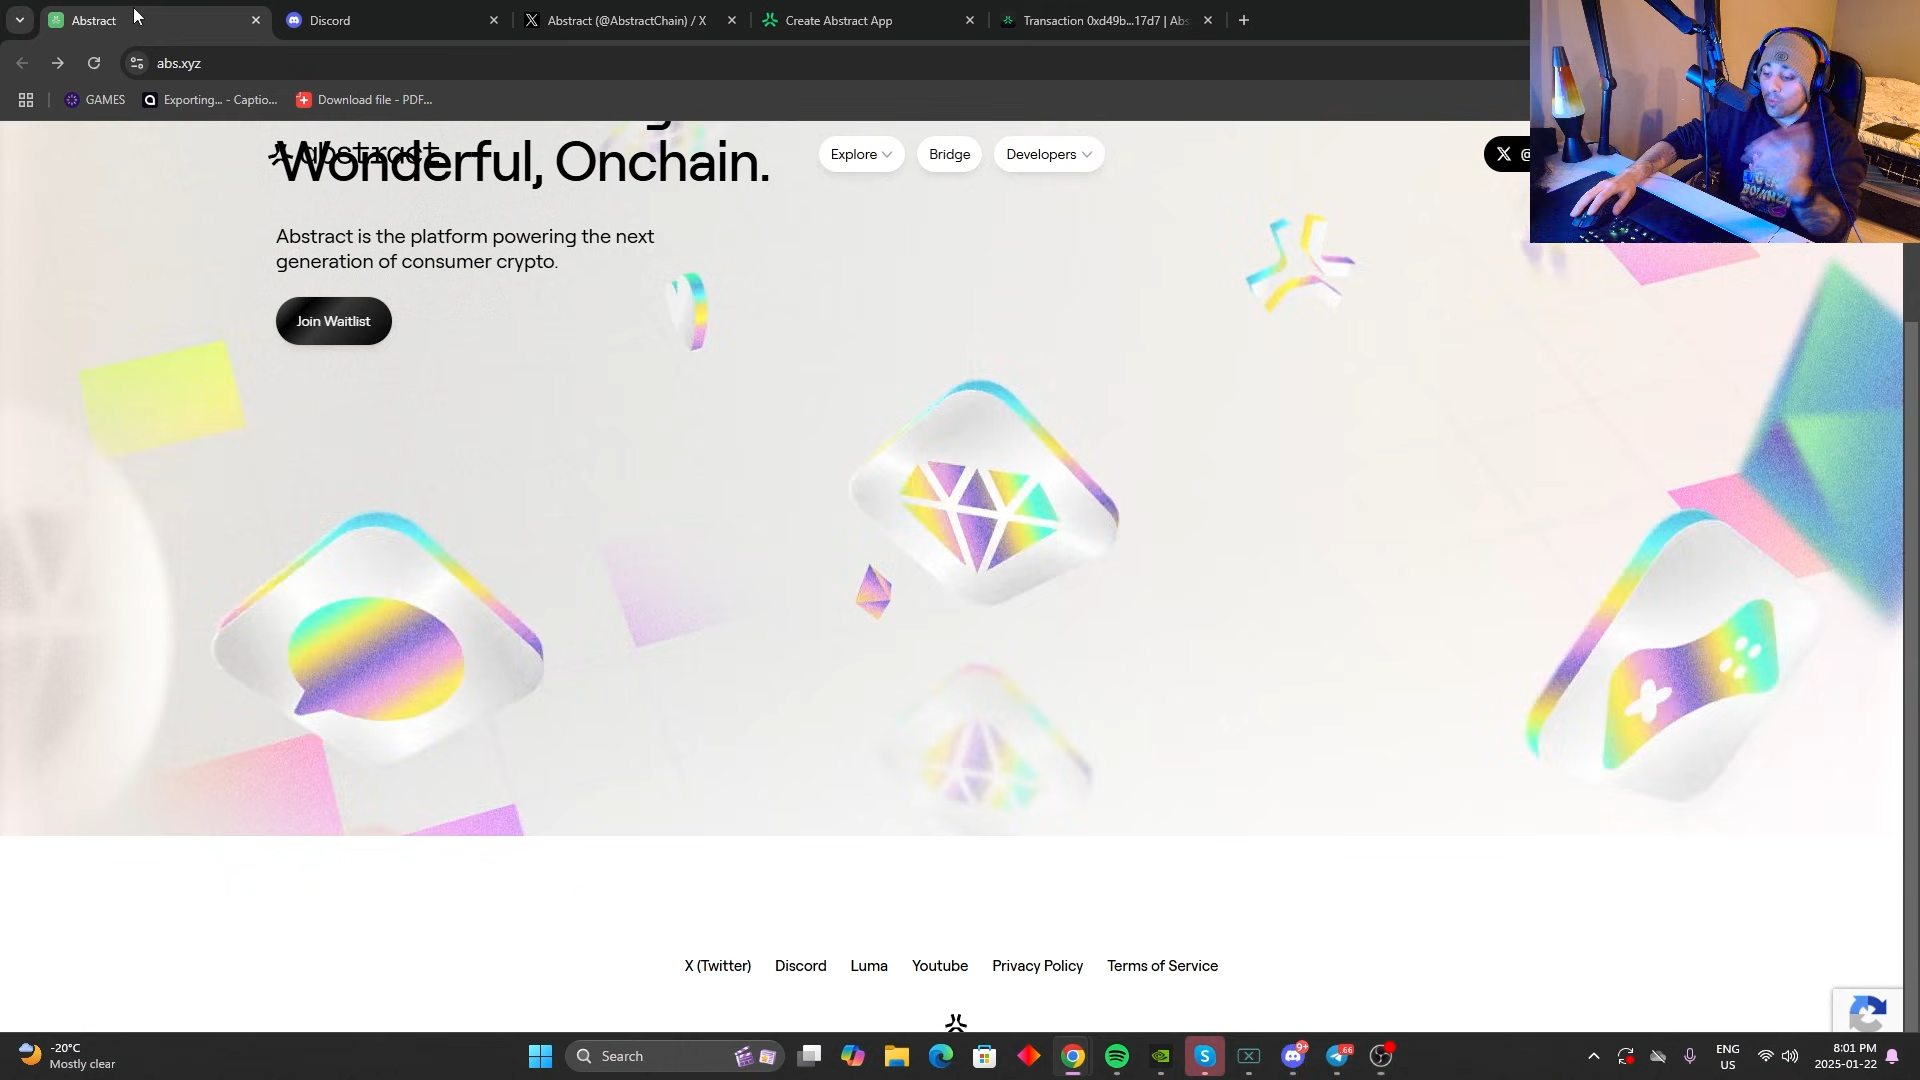 Abstract
Discord
Abstract (@AbstractChain) / X
Create Abstract App
Transaction 0xd49b...17d7 | Abs
abs.xyz
GAMES
Exporting... - Captio...
Download file - PDF...
abstract
Explore
Bridge
Developers
Wonderful, Onchain.
Abstract is the platform powering the next
generation of consumer crypto.
Join Waitlist
X (Twitter)
Discord
Luma
Youtube
Privacy Policy
Terms of Service
-20°C
Mostly clear
Search
9+
66
ENG
US
8:01 PM
2025-01-22